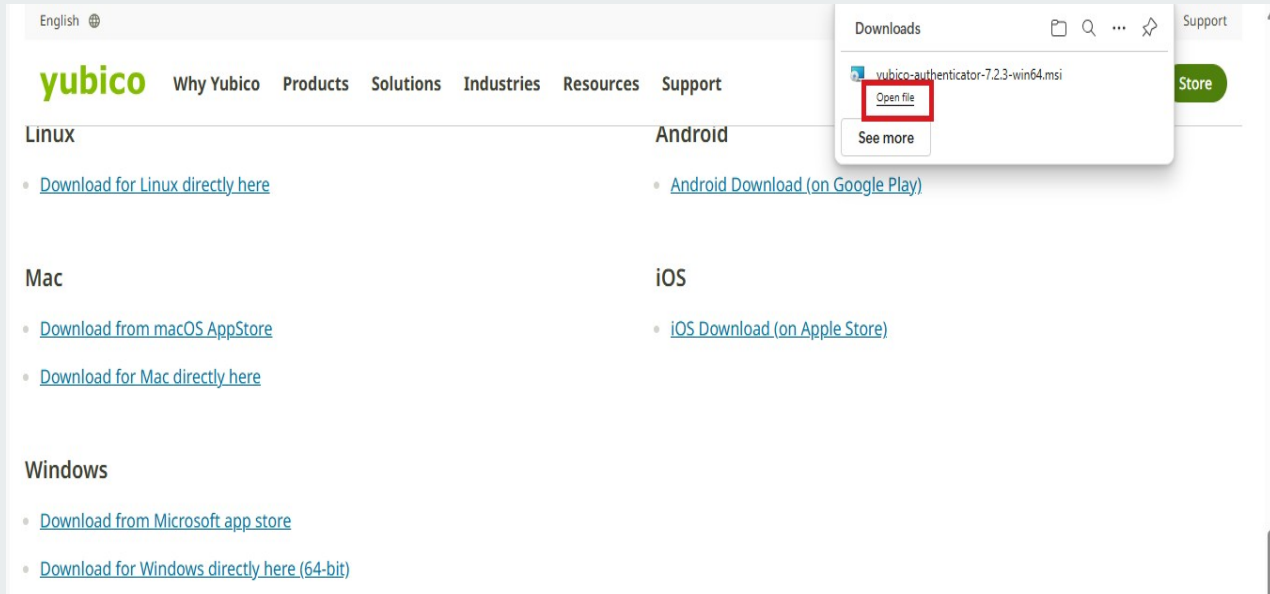 English
Support
yubico
Why Yubico Products Solutions Industries Resources Support
Store
Downloads
yubico-authenticator-7.2.3-win64.msi
Open file
See more
Linux
Download for Linux directly here
Android
Android Download (on Google Play)
Mac
Download from macOS AppStore
Download for Mac directly here
iOS
iOS Download (on Apple Store)
Windows
Download from Microsoft app store
Download for Windows directly here (64-bit)